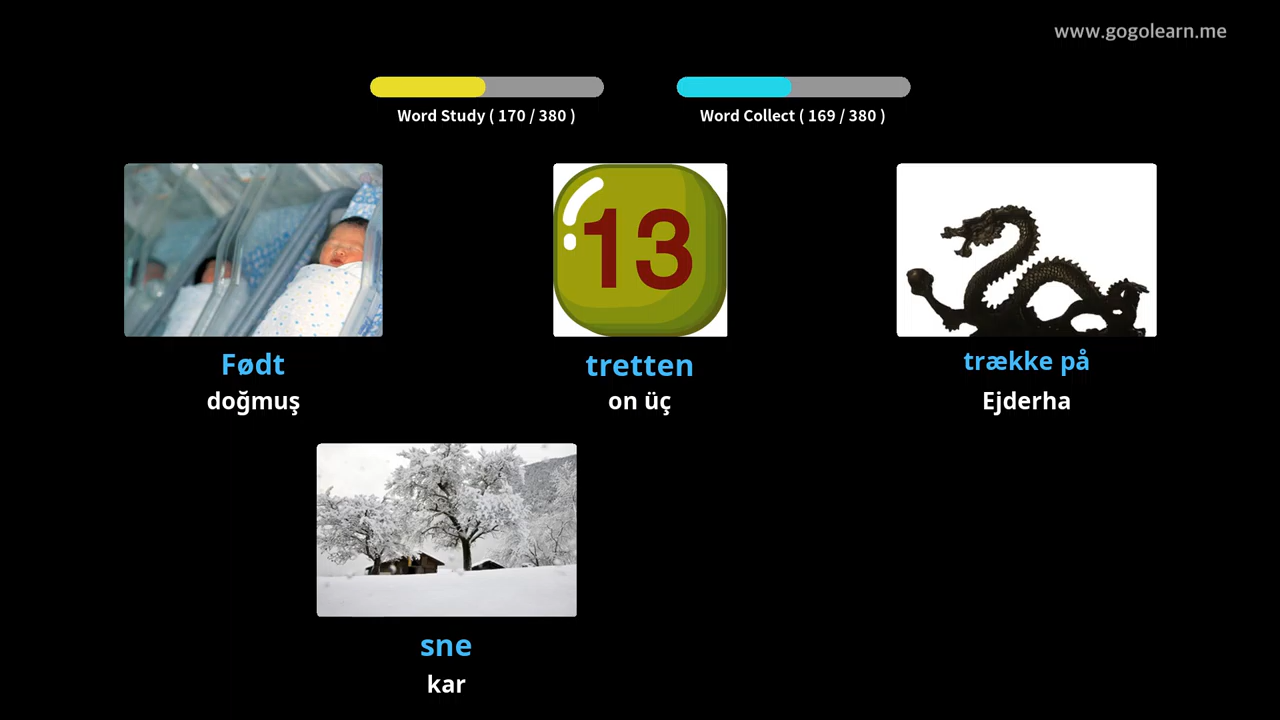 www.gogolearn.me
Word Study ( 170 / 380 )
Word Collect ( 169 / 380 )
13
Født
tretten
trække på
doğmuş
on üç
Ejderha
sne
kar